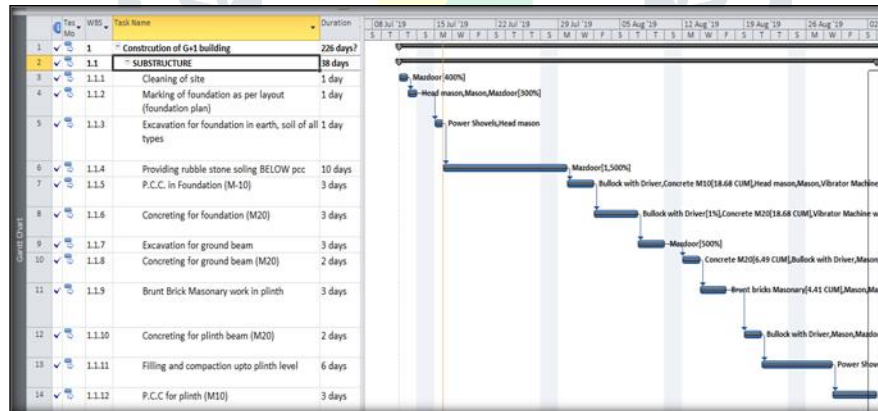 Tas Mo WBS Task Name Duration 08 Jul '19 15 Jul '19 22 Jul '19 29 Jul '19 05 Aug '19 12 Aug '19 19 Aug '19 26 Aug '19 02
S T T S M W F S T T S M W F S T T S M W F S T T S M W F S
1 1 Constrcution of G+1 building 226 days?
2 1.1 SUBSTRUCTURE 38 days
3 1.1.1 Cleaning of site 1 day Mazdoor[400%]
4 1.1.2 Marking of foundation as per layout 1 day Head mason,Mason,Mazdoor[300%]
(foundation plan)
5 1.1.3 Excavation for foundation in earth, soil of all 1 day Power Shovels,Head mason
types
6 1.1.4 Providing rubble stone soling BELOW pcc 10 days Mazdoor[1,500%]
7 1.1.5 P.C.C. in Foundation (M-10) 3 days Bullock with Driver,Concrete M10[18.68 CUM],Head mason,Mason,Vibrator Machine
8 1.1.6 Concreting for foundation (M20) 3 days Bullock with Driver[1%],Concrete M20[18.68 CUM],Vibrator Machine w
9 1.1.7 Excavation for ground beam 3 days Mazdoor[500%]
10 1.1.8 Concreting for ground beam (M20) 2 days Concrete M20[6.49 CUM],Bullock with Driver,Mason
11 1.1.9 Brunt Brick Masonary work in plinth 3 days Brunt bricks Masonary[4.41 CUM],Mason,Ma
12 1.1.10 Concreting for plinth beam (M20) 2 days Bullock with Driver,Mason,Mazdo
13 1.1.11 Filling and compaction upto plinth level 6 days Power Shov
14 1.1.12 P.C.C for plinth (M10) 3 days
Gantt Chart